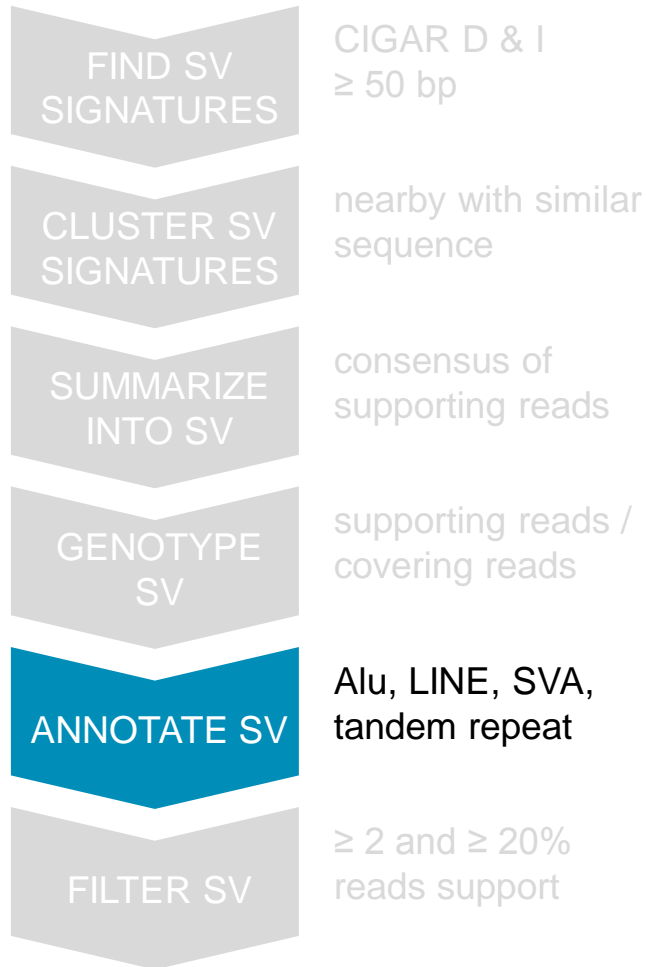 FIND SV
SIGNATURES
CIGAR D & I
≥ 50 bp
CLUSTER SV
SIGNATURES
nearby with similar
sequence
SUMMARIZE
INTO SV
consensus of
supporting reads
GENOTYPE
SV
supporting reads /
covering reads
ANNOTATE SV
Alu, LINE, SVA,
tandem repeat
FILTER SV
≥ 2 and ≥ 20%
reads support